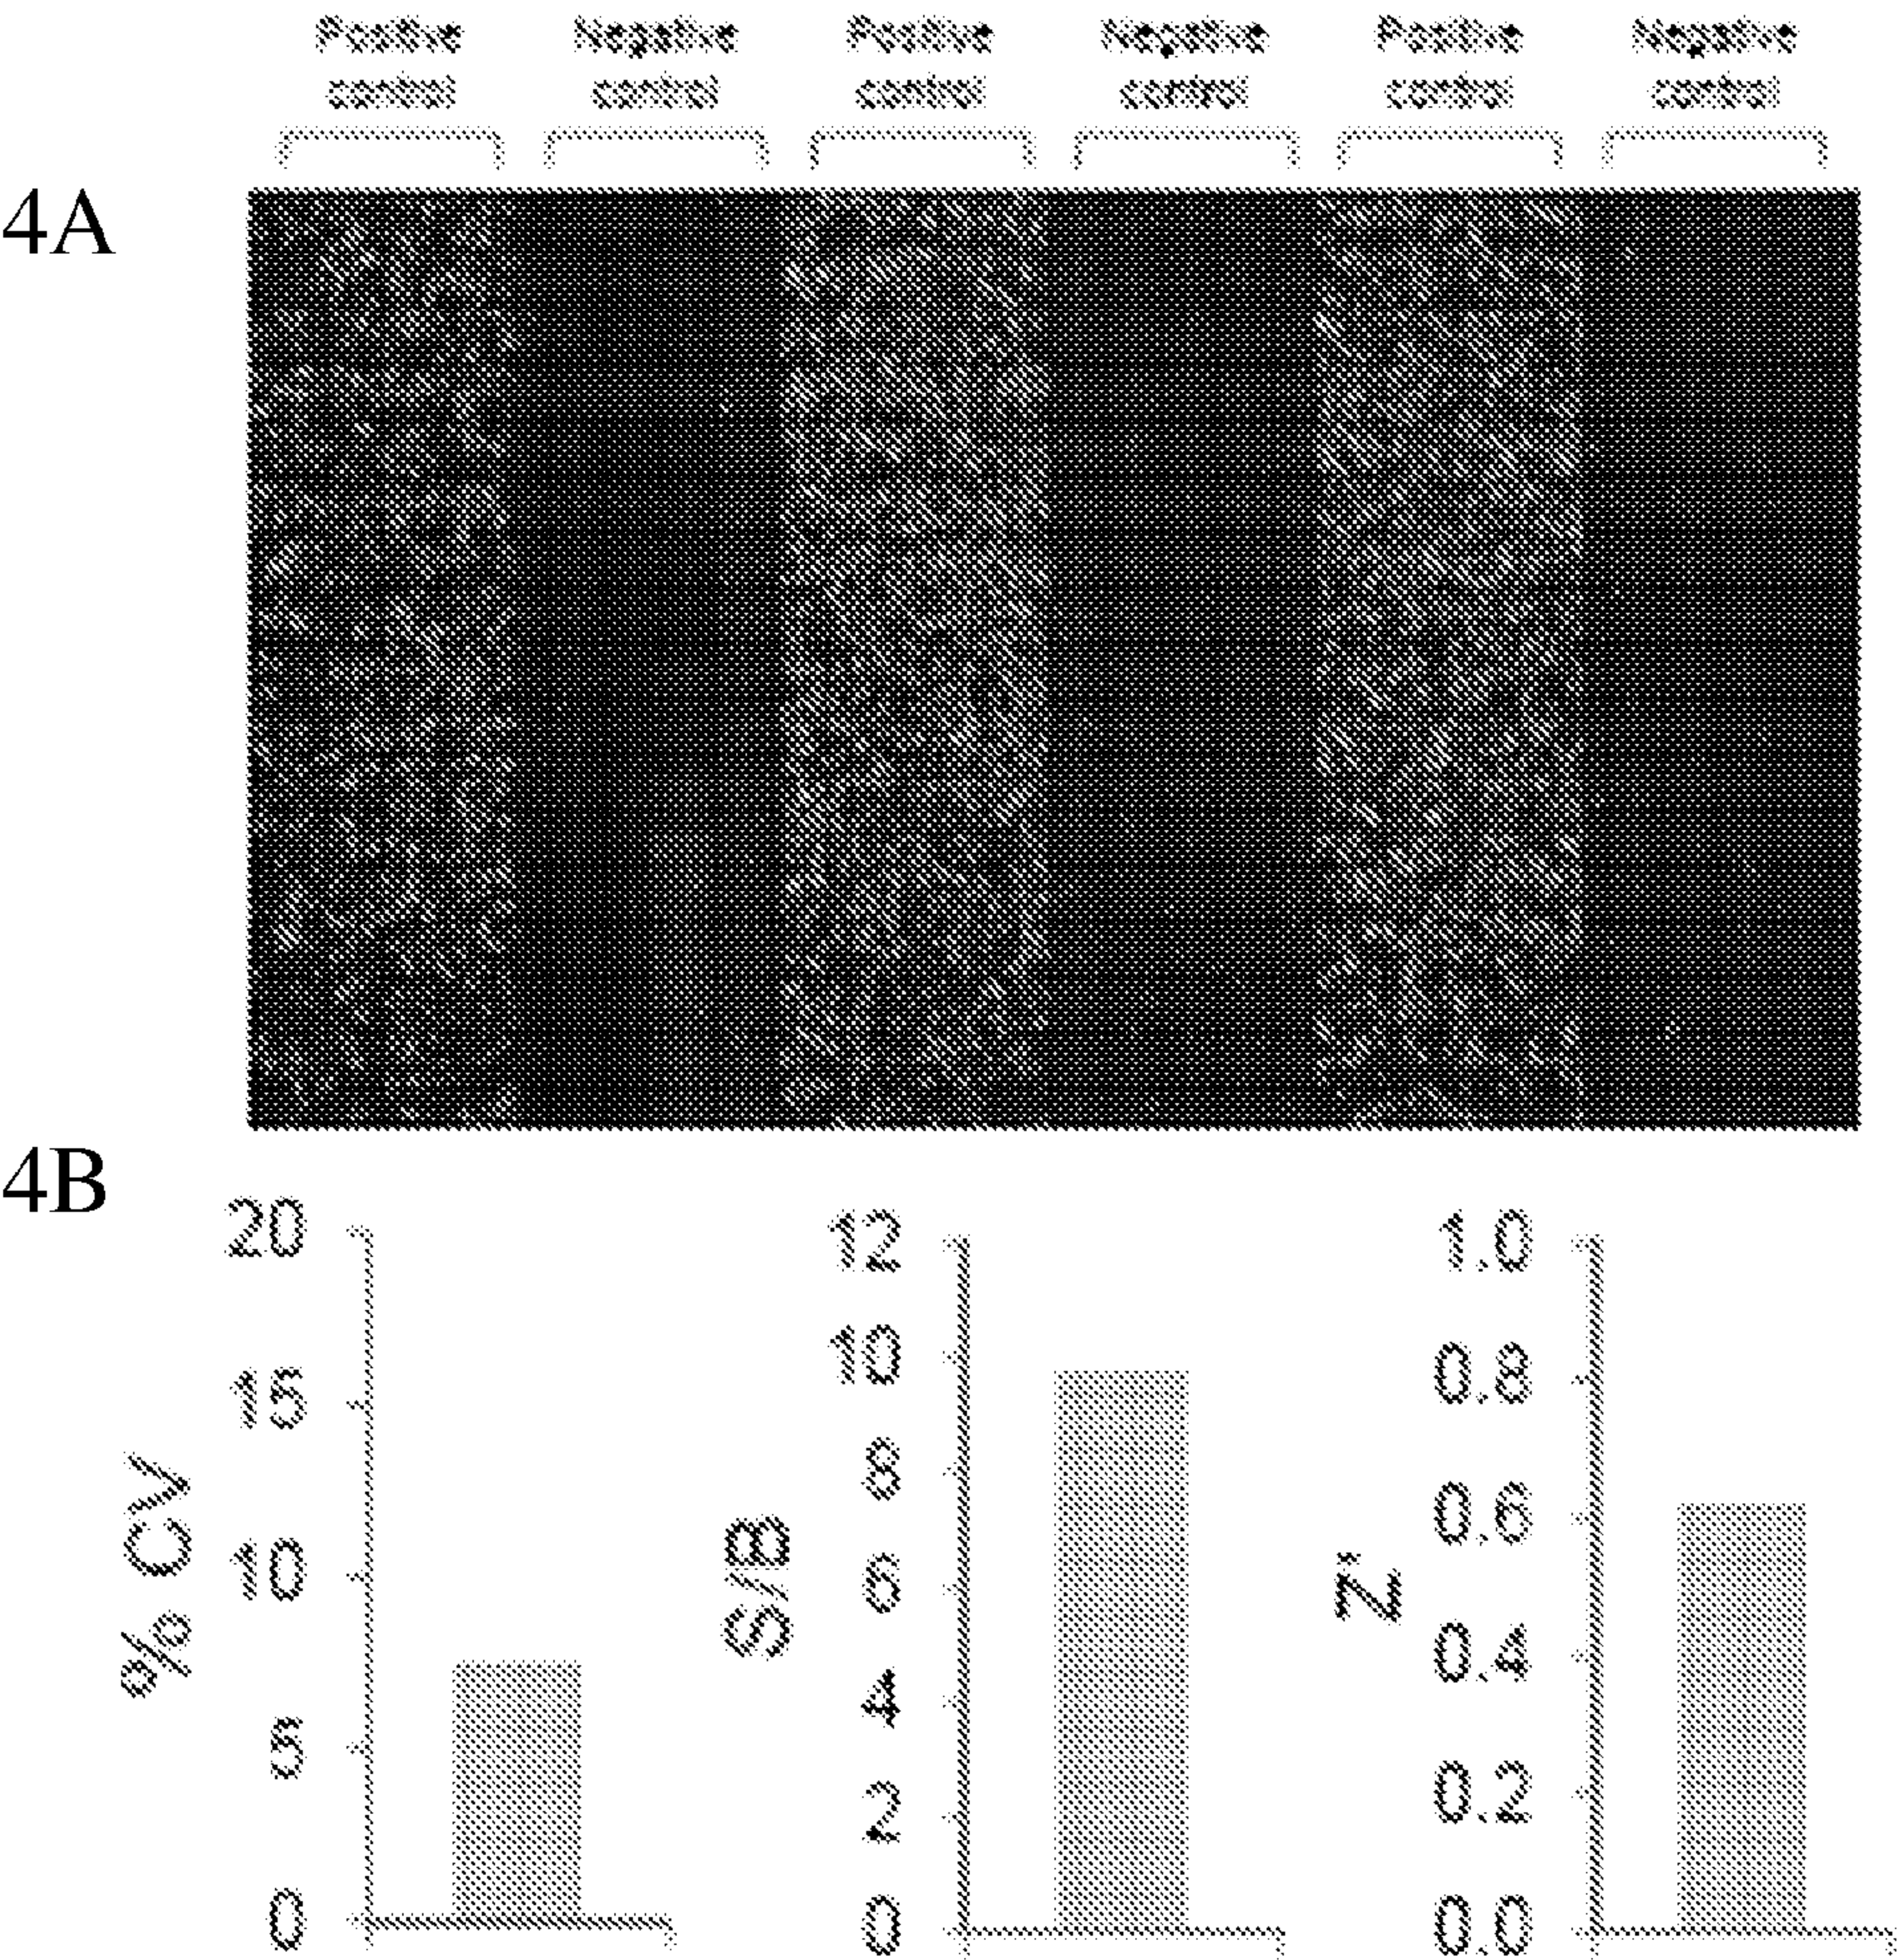 Positive Negative Positive Negative Positive Negative
control control control control control control
4A
4B
% CV
20
15
10
5
0
S/B
12
10
8
6
4
2
0
Z'
1.0
0.8
0.6
0.4
0.2
0.0